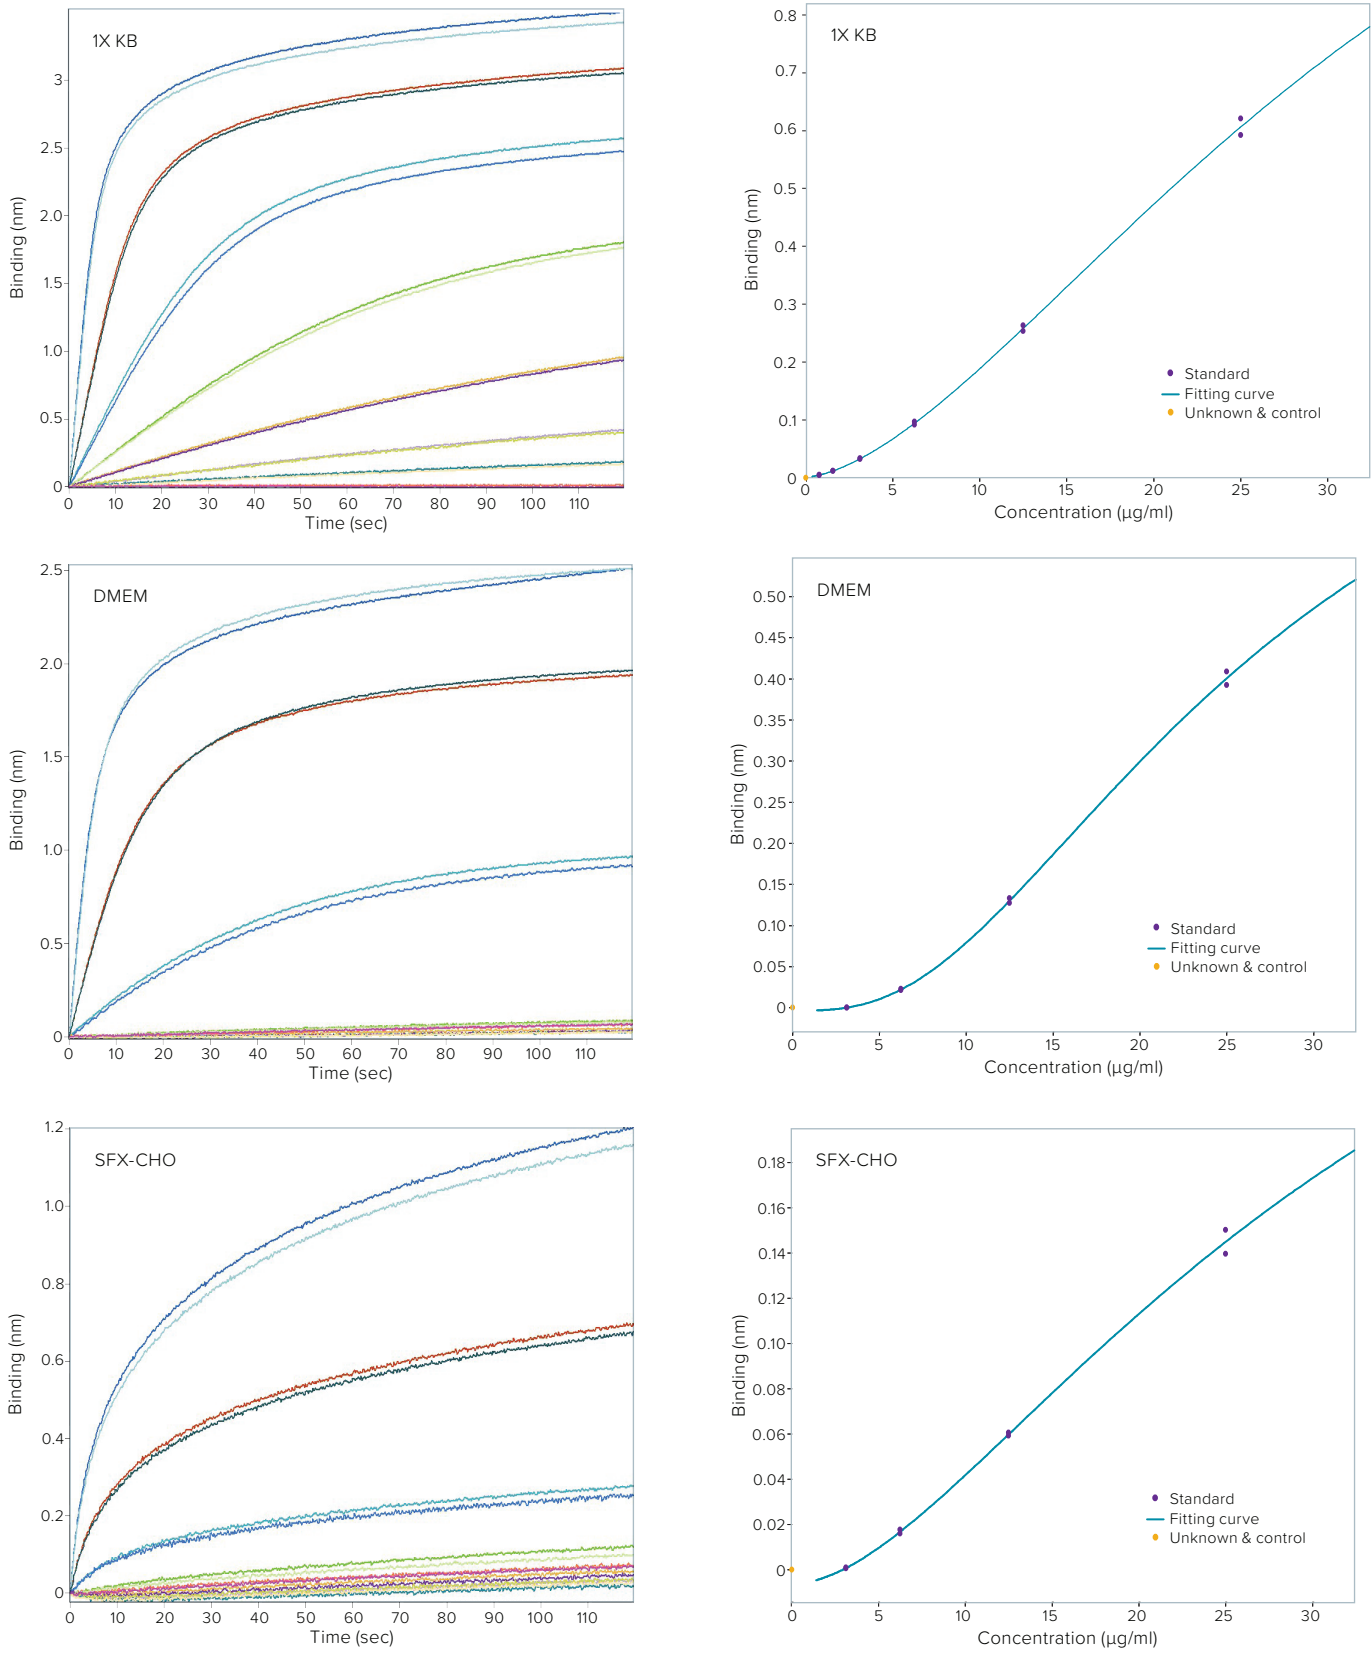 1X KB
3
2.5
2.0
1.5
1.0
0.5
0
Binding (nm)
0 10 20 30 40 50 60 70 80 90 100 110
Time (sec)
1X KB
0.8
0.7
0.6
0.5
0.4
0.3
0.2
0.1
0
Binding (nm)
Standard
Fitting curve
Unknown & control
0 5 10 15 20 25 30
Concentration (µg/ml)
DMEM
2.5
2.0
1.5
1.0
0.5
0
Binding (nm)
0 10 20 30 40 50 60 70 80 90 100 110
Time (sec)
DMEM
0.50
0.45
0.40
0.35
0.30
0.25
0.20
0.15
0.10
0.05
0
Binding (nm)
Standard
Fitting curve
Unknown & control
0 5 10 15 20 25 30
Concentration (µg/ml)
SFX-CHO
1.2
1.0
0.8
0.6
0.4
0.2
0
Binding (nm)
0 10 20 30 40 50 60 70 80 90 100 110
Time (sec)
SFX-CHO
0.18
0.16
0.14
0.12
0.10
0.08
0.06
0.04
0.02
0
Binding (nm)
Standard
Fitting curve
Unknown & control
0 5 10 15 20 25 30
Concentration (µg/ml)